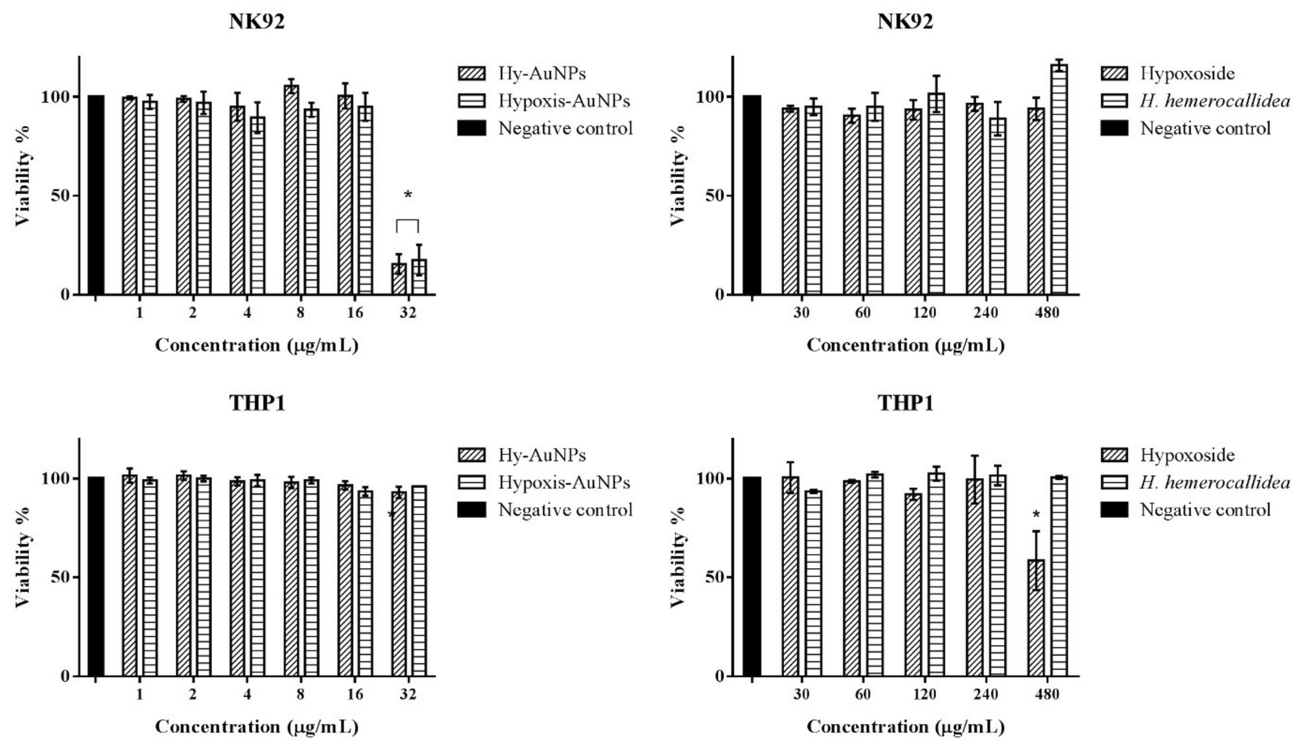 NK92
Viability %
100
50
0
*
1 2 4 8 16 32
Concentration (μg/mL)
Hy-AuNPs
Hypoxis-AuNPs
Negative control
NK92
Viability %
100
50
0
30 60 120 240 480
Concentration (μg/mL)
Hypoxoside
H. hemerocallidea
Negative control
THP1
Viability %
100
50
0
*
1 2 4 8 16 32
Concentration (μg/mL)
Hy-AuNPs
Hypoxis-AuNPs
Negative control
THP1
Viability %
100
50
0
*
30 60 120 240 480
Concentration (μg/mL)
Hypoxoside
H. hemerocallidea
Negative control